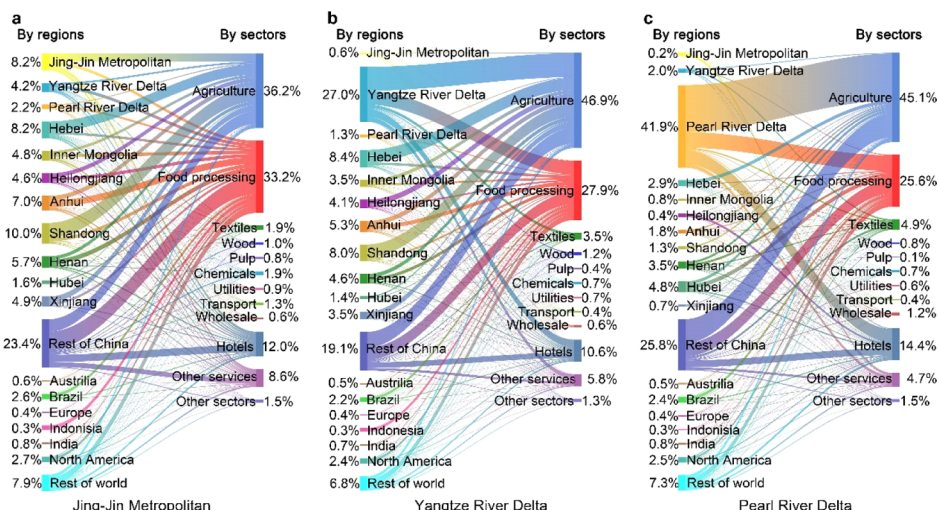 a
By regions By sectors
8.2% Jing-Jin Metropolitan
4.2% Yangtze River Delta
2.2% Pearl River Delta
8.2% Hebei
4.8% Inner Mongolia
4.6% Heilongjiang
7.0% Anhui
10.0% Shandong
5.7% Henan
1.6% Hubei
4.9% Xinjiang
23.4% Rest of China
0.6% Austrilia
2.6% Brazil
0.4% Europe
0.3% Indonisia
0.8% India
2.7% North America
7.9% Rest of world
Agriculture 36.2%
Food processing 33.2%
Textiles 1.9%
Wood 1.0%
Pulp 0.8%
Chemicals 1.9%
Utilities 0.9%
Transport 1.3%
Wholesale 0.6%
Hotels 12.0%
Other services 8.6%
Other sectors 1.5%
Jing-Jin Metropolitan
b
By regions By sectors
0.6% Jing-Jin Metropolitan
27.0% Yangtze River Delta
1.3% Pearl River Delta
8.4% Hebei
3.5% Inner Mongolia
4.1% Heilongjiang
5.3% Anhui
8.0% Shandong
4.6% Henan
1.4% Hubei
3.5% Xinjiang
19.1% Rest of China
0.5% Austrilia
2.2% Brazil
0.4% Europe
0.3% Indonesia
0.7% India
2.4% North America
6.8% Rest of world
Agriculture 46.9%
Food processing 27.9%
Textiles 3.5%
Wood 1.2%
Pulp 0.4%
Chemicals 0.7%
Utilities 0.7%
Transport 0.4%
Wholesale 0.6%
Hotels 10.6%
Other services 5.8%
Other sectors 1.3%
Yangtze River Delta
c
By regions By sectors
0.2% Jing-Jin Metropolitan
2.0% Yangtze River Delta
41.9% Pearl River Delta
2.9% Hebei
0.8% Inner Mongolia
0.4% Heilongjiang
1.8% Anhui
1.3% Shandong
3.5% Henan
4.8% Hubei
0.7% Xinjiang
25.8% Rest of China
0.5% Austrilia
2.4% Brazil
0.4% Europe
0.3% Indonisia
0.8% India
2.5% North America
7.3% Rest of world
Agriculture 45.1%
Food processing 25.6%
Textiles 4.9%
Wood 0.8%
Pulp 0.1%
Chemicals 0.7%
Utilities 0.6%
Transport 0.4%
Wholesale 1.2%
Hotels 14.4%
Other services 4.7%
Other sectors 1.5%
Pearl River Delta